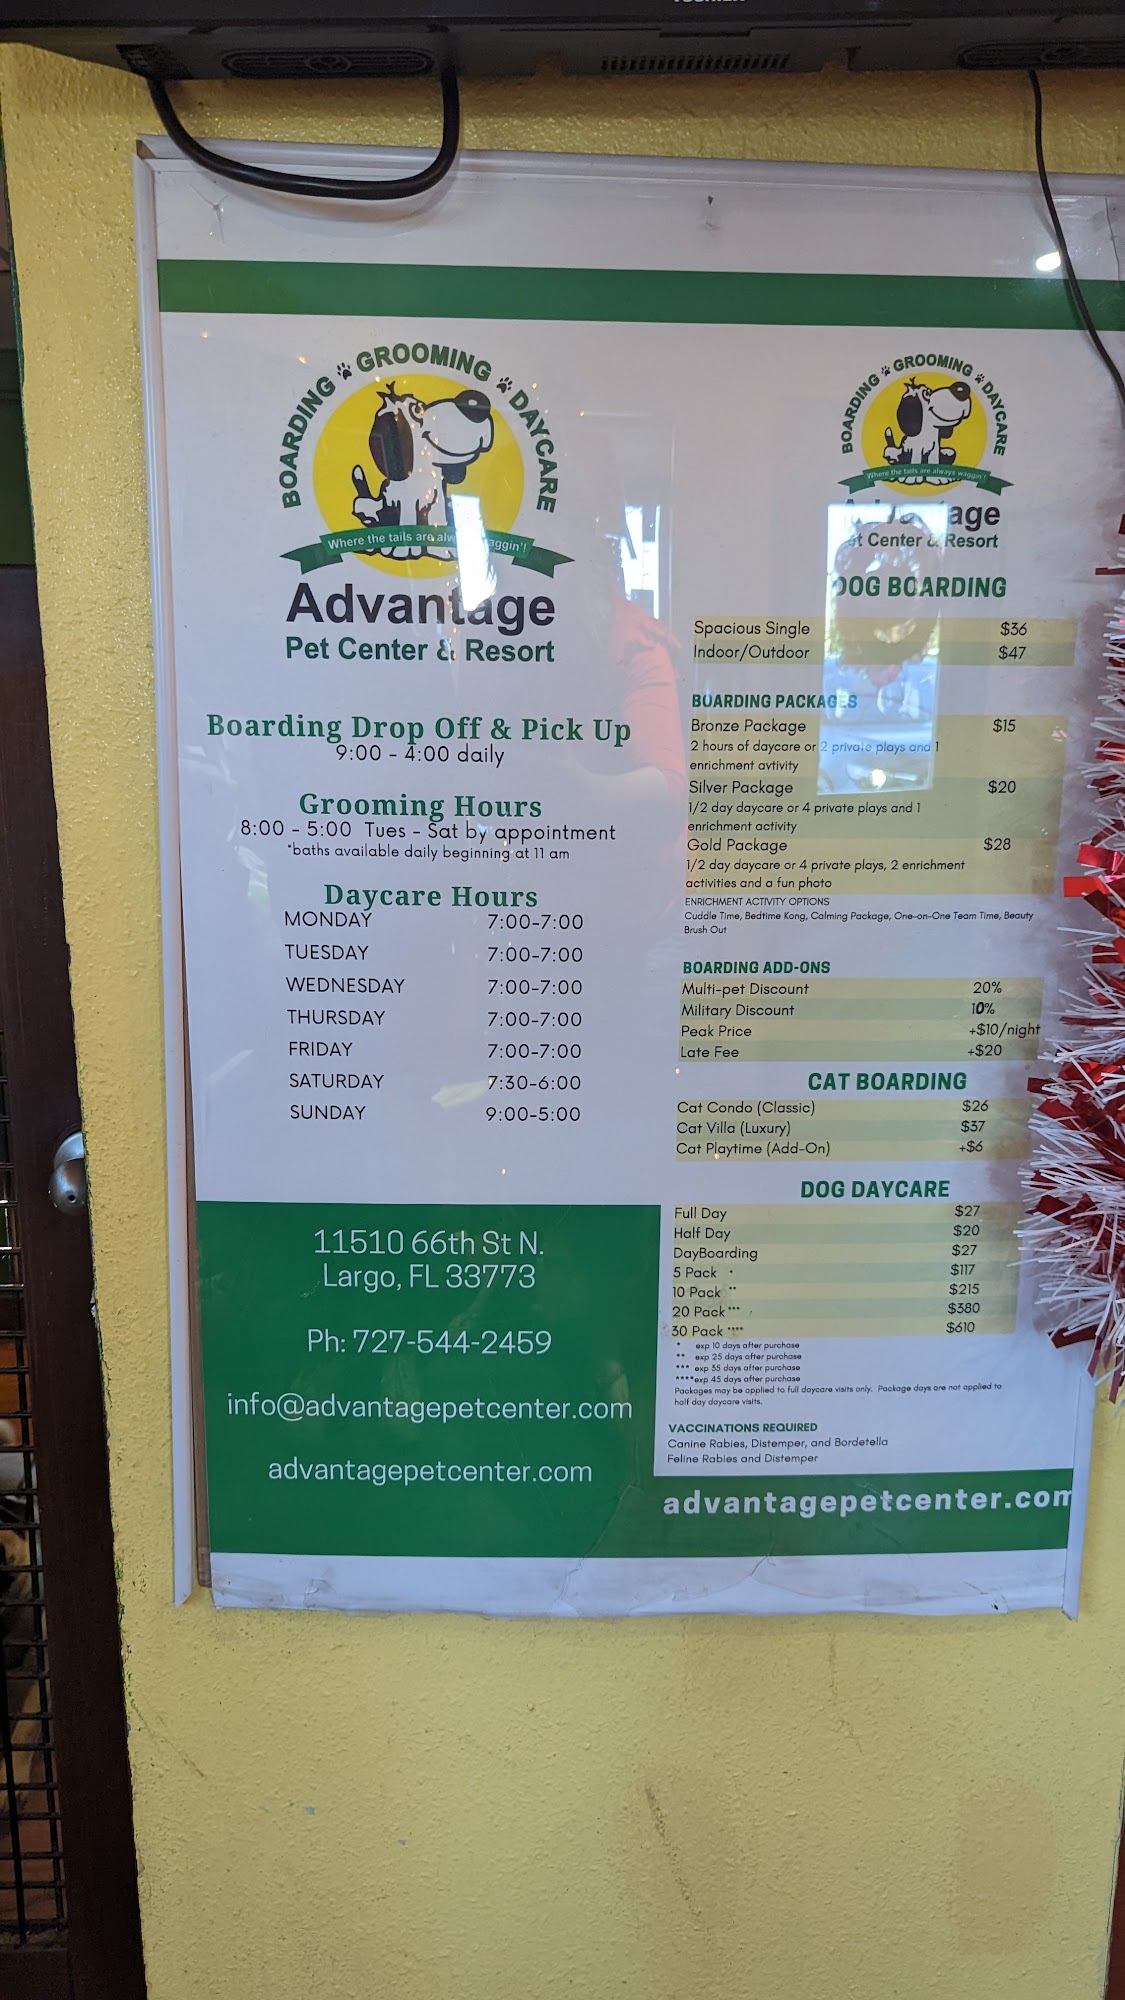 BOARDING GROOMING DAYCARE
Where the tails are waggin'!
Advantage
Pet Center & Resort
Boarding Drop Off & Pick Up
9:00 - 4:00 daily
Grooming Hours
8:00 - 5:00 Tues - Sat by appointment
*baths available daily beginning at 11 am
Daycare Hours
MONDAY 7:00-7:00
TUESDAY 7:00-7:00
WEDNESDAY 7:00-7:00
THURSDAY 7:00-7:00
FRIDAY 7:00-7:00
SATURDAY 7:30-6:00
SUNDAY 9:00-5:00
11510 66th St N.
Largo, FL 33773
Ph: 727-544-2459
info@advantagepetcenter.com
advantagepetcenter.com
BOARDING GROOMING DAYCARE
Where the tails are always waggin'!
Advantage
Pet Center & Resort
DOG BOARDING
Spacious Single $36
Indoor/Outdoor $47
BOARDING PACKAGES
Bronze Package $15
2 hours of daycare or 2 private plays and 1
enrichment avtivity
Silver Package $20
1/2 day daycare or 4 private plays and 1
enrichment activity
Gold Package $28
1/2 day daycare or 4 private plays, 2 enrichment
activities and a fun photo
ENRICHMENT ACTIVITY OPTIONS
Cuddle Time, Bedtime Kong, Calming Package, One-on-One Team Time, Beauty
Brush Out
BOARDING ADD-ONS
Multi-pet Discount 20%
Military Discount 10%
Peak Price +$10/night
Late Fee +$20
CAT BOARDING
Cat Condo (Classic) $26
Cat Villa (Luxury) $37
Cat Playtime (Add-On) +$6
DOG DAYCARE
Full Day $27
Half Day $20
DayBoarding $27
5 Pack * $117
10 Pack ** $215
20 Pack *** $380
30 Pack **** $610
* exp 10 days after purchase
** exp 25 days after purchase
*** exp 35 days after purchase
****exp 45 days after purchase
Packages may be applied to full daycare visits only. Package days are not applied to
half day daycare visits.
VACCINATIONS REQUIRED
Canine Rabies, Distemper, and Bordetella
Feline Rabies and Distemper
advantagepetcenter.com